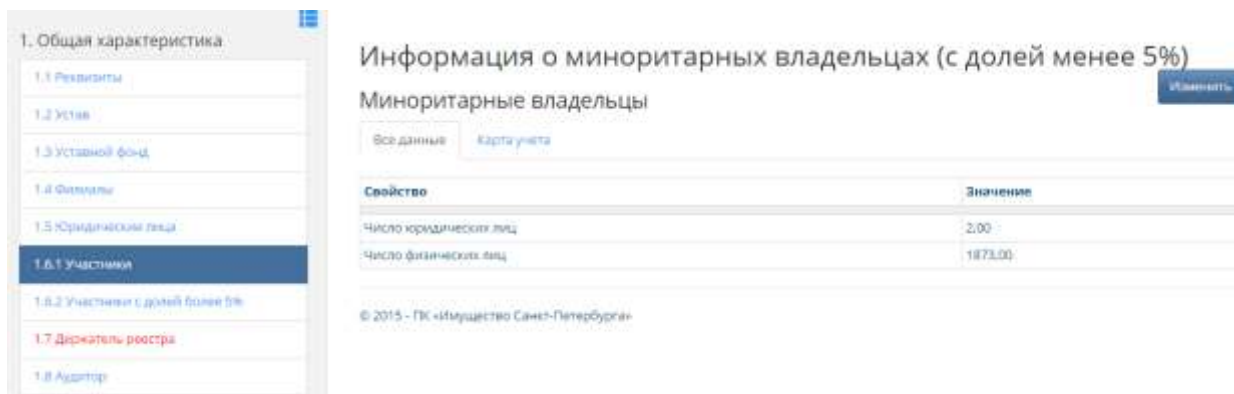 1. Общая характеристика
1.1 Реквизиты
1.2 Устав
1.3 Уставной фонд
1.4 Филиалы
1.5 Юридические лица
1.6.1 Участники
1.6.2 Участники с долей более 5%
1.7 Держатель реестра
1.8 Аудитор
Информация о миноритарных владельцах (с долей менее 5%)
Изменить
Миноритарные владельцы
Все данные Карта учета
Свойство Значение
Число юридических лиц 2,00
Число физических лиц 1873,00
© 2015 - ПК «Имущество Санкт-Петербурга»